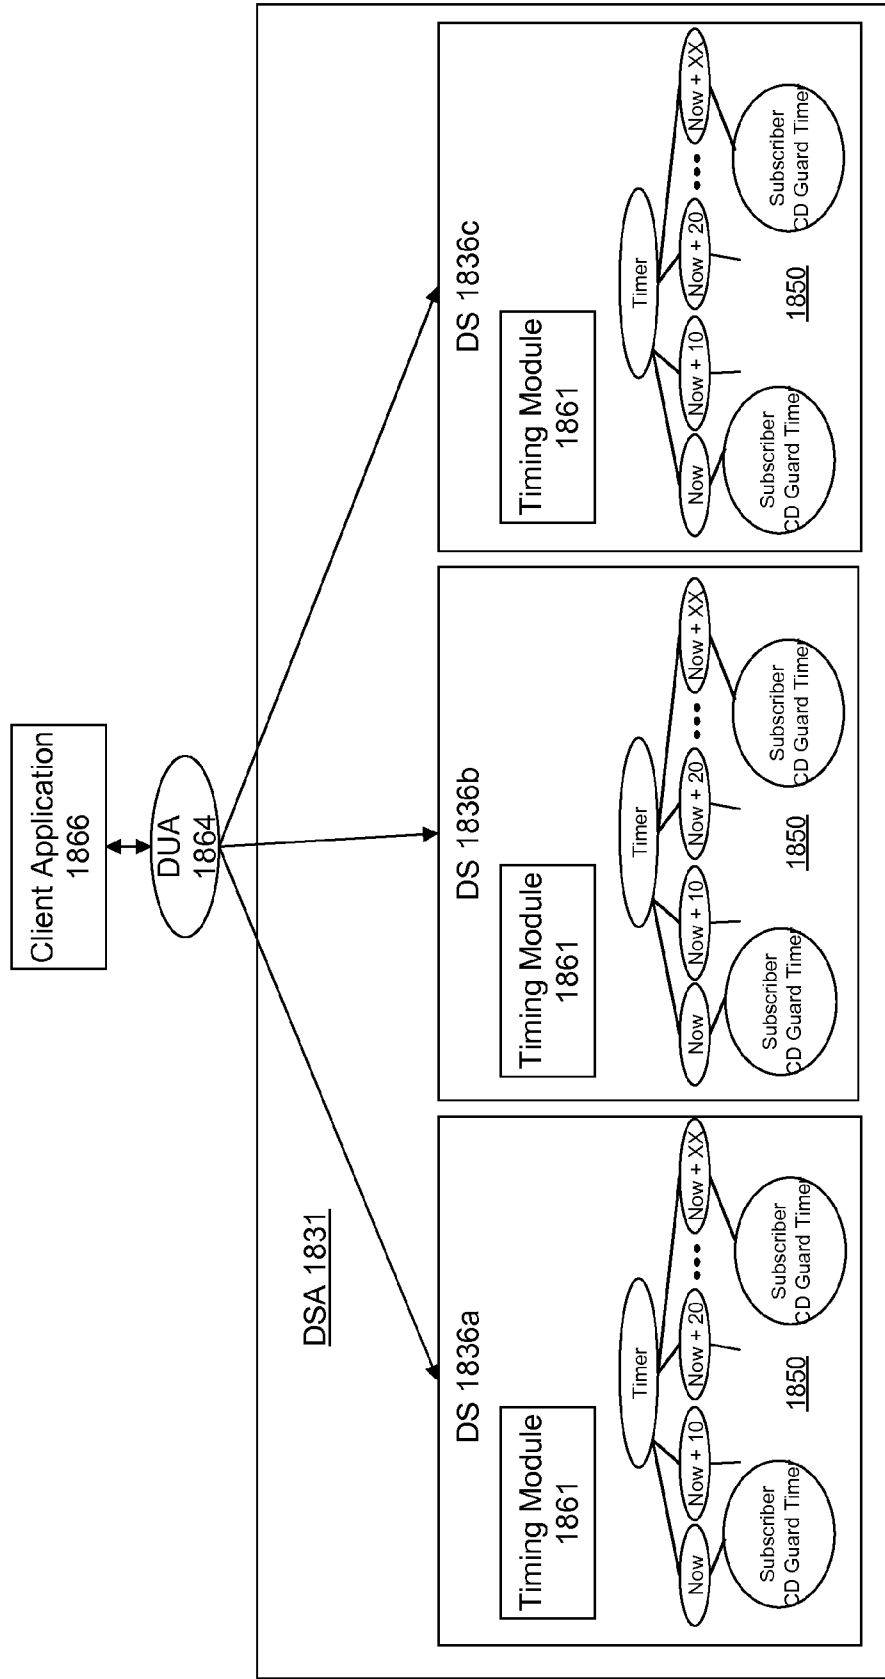 Client Application
1866
DUA
1864
DSA 1831
DS 1836a
Timing Module
1861
Timer
Now
Now + 10
Now + 20
Now + XX
Subscriber
CD Guard Timer
1850
Subscriber
CD Guard Timer
DS 1836b
Timing Module
1861
Timer
Now
Now + 10
Now + 20
Now + XX
Subscriber
CD Guard Timer
1850
Subscriber
CD Guard Timer
DS 1836c
Timing Module
1861
Timer
Now
Now + 10
Now + 20
Now + XX
Subscriber
CD Guard Timer
1850
Subscriber
CD Guard Timer